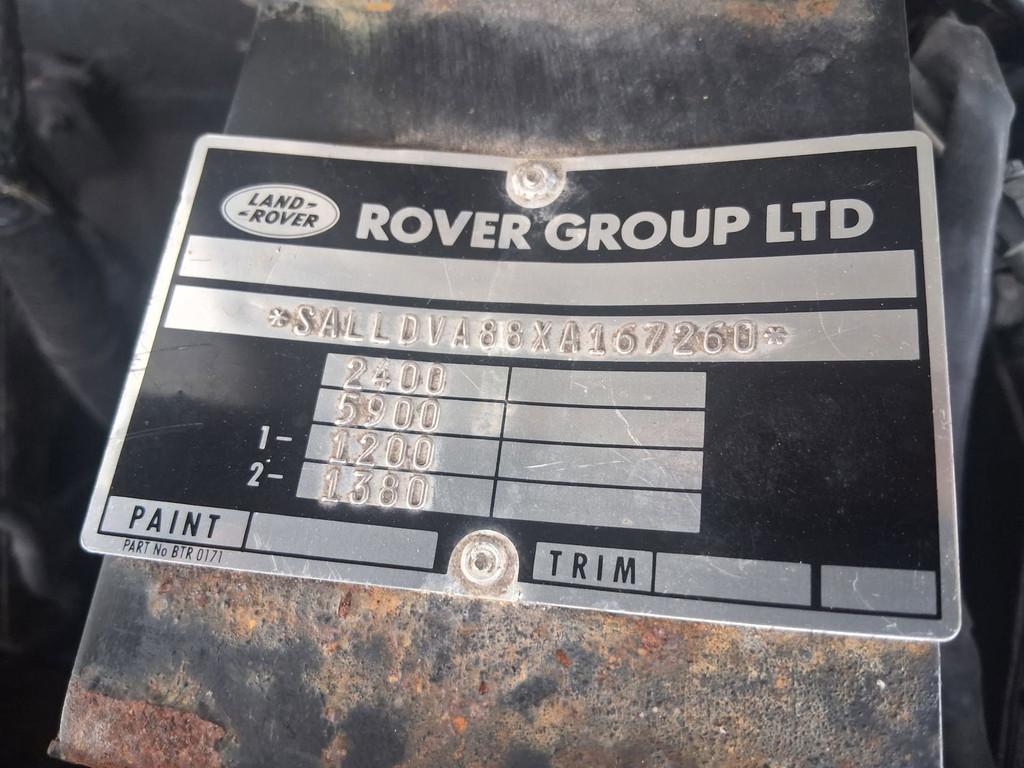 LAND-
-ROVER
ROVER GROUP LTD
*SALLDVA88XA167260*
2400
5900
1- 1200
2- 1380
PAINT
TRIM
PART No BTR 0171